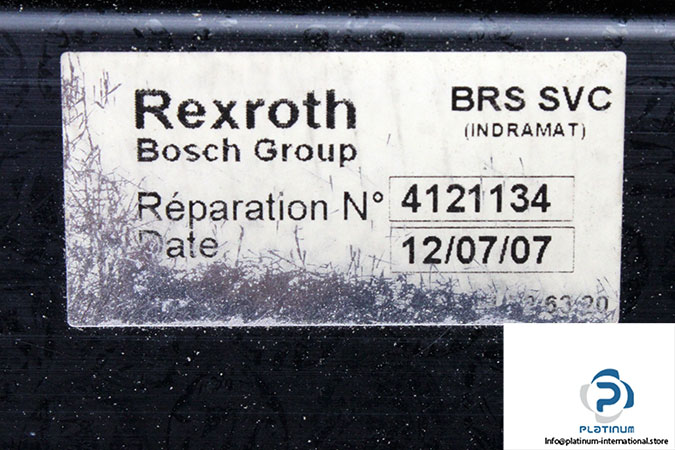 Rexroth
Bosch Group
BRS SVC
(INDRAMAT)
Réparation N° 4121134
Date 12/07/07
PLATINUM
Info@platinum-international.store